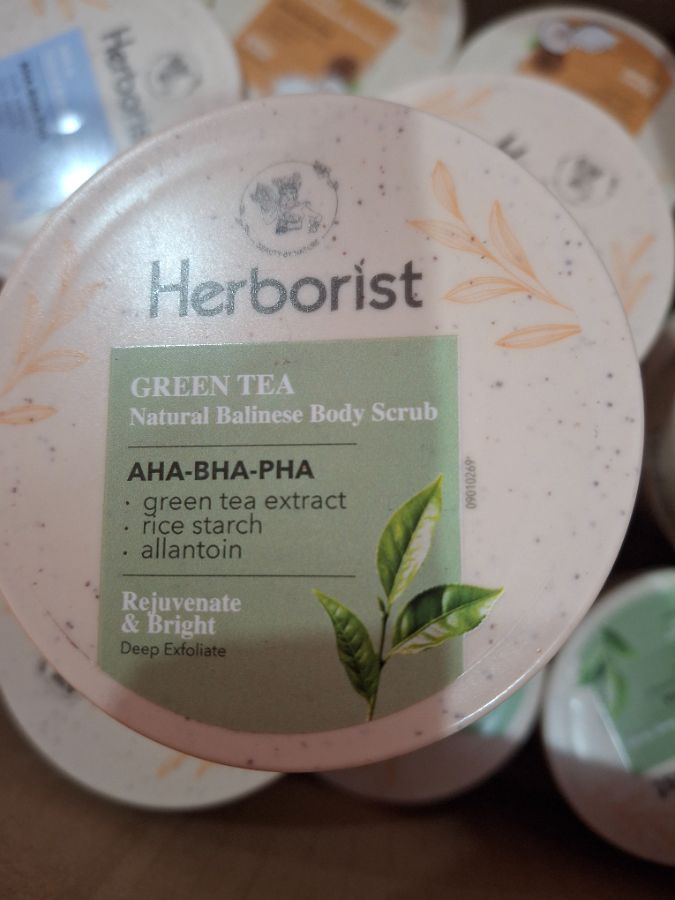 Herborist
Herborist
GREEN TEA
Natural Balinese Body Scrub
AHA-BHA-PHA
· green tea extract
· rice starch
· allantoin
Rejuvenate
& Bright
Deep Exfoliate
09010269